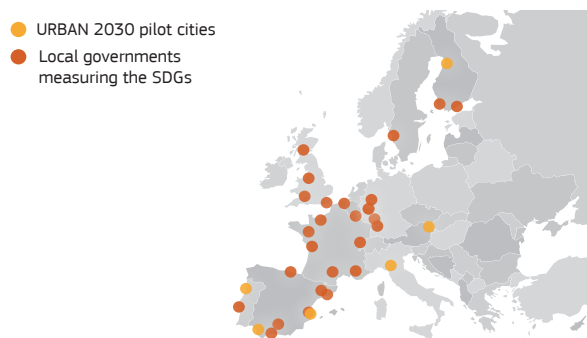 URBAN 2030 pilot cities
Local governments
measuring the SDGs